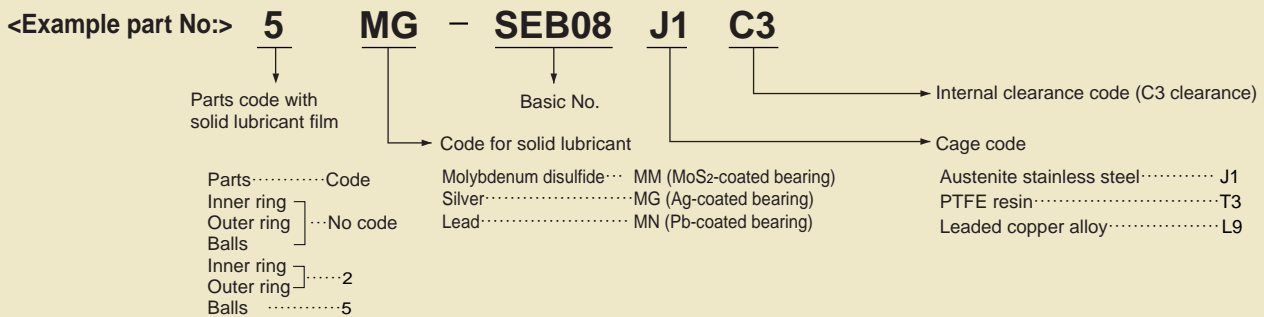 <Example part No:> 5 MG – SEB08 J1 C3
Parts code with
solid lubricant film
Basic No.
Internal clearance code (C3 clearance)
Code for solid lubricant
Cage code
Parts············Code
Inner ring
Outer ring ···No code
Balls
Inner ring
Outer ring ······2
Balls ············5
Molybdenum disulfide··· MM (MoS2-coated bearing)
Silver·······················MG (Ag-coated bearing)
Lead······················· MN (Pb-coated bearing)
Austenite stainless steel············ J1
PTFE resin····························T3
Leaded copper alloy·················· L9